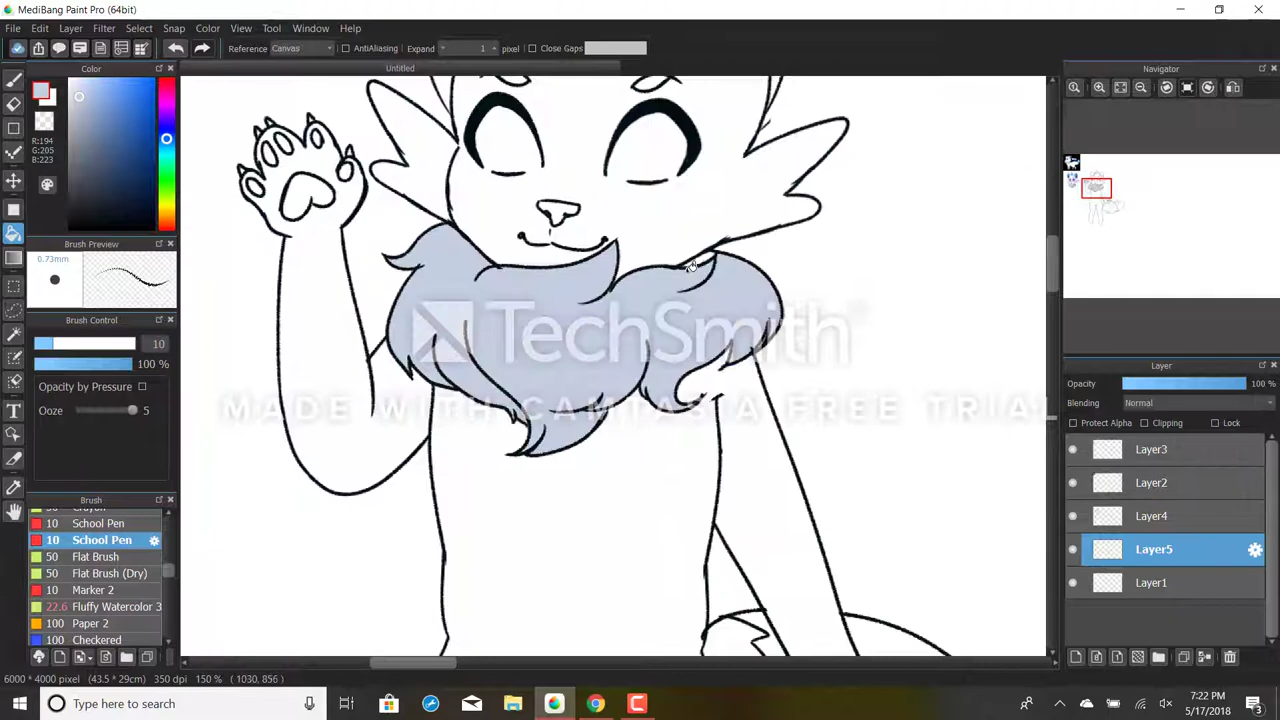 MediBang Paint Pro (64bit)
File Edit Layer Filter Select Snap Color View Tool Window Help
Reference Canvas AntiAliasing Expand 1 pixel Close Gaps
Color Untitled Navigator
R:194
G:205
B:223
Brush Preview
0.73mm
Brush Control
10
100 %
Opacity by Pressure
Ooze 5
Brush
50 Crayon
10 School Pen
10 School Pen
50 Flat Brush
50 Flat Brush (Dry)
10 Marker 2
22.6 Fluffy Watercolor 3
100 Paper 2
100 Checkered
TechSmith
MADE WITH CAMTASIA FREE TRIAL
Layer
Opacity 100 %
Blending Normal
Protect Alpha Clipping Lock
Layer3
Layer2
Layer4
Layer5
Layer1
6000 * 4000 pixel (43.5 * 29cm) 350 dpi 150 % ( 1030, 856 )
Type here to search
7:22 PM
5/17/2018
3